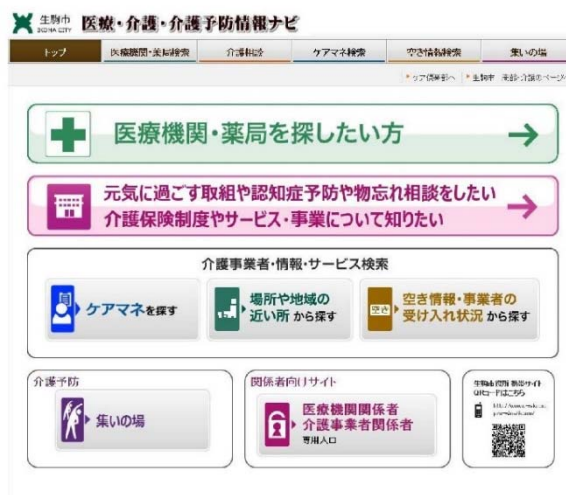 生駒市 医療・介護・介護予防情報ナビ
IKOMA CITY
トップ 医療機関・薬局検索 介護相談 ケアマネ検索 空き情報検索 集いの場
医療機関・薬局を探したい方
元気に過ごす取組や認知症予防や物忘れ相談をしたい
介護保険制度やサービス・事業について知りたい
介護事業者・情報・サービス検索
ケアマネを探す
場所や地域の
近い所 から探す
空き
空き情報・事業者の
受け入れ状況 から探す
介護予防
集いの場
関係者向けサイト
医療機関関係者
介護事業者関係者
専用入口
QRコードはこちら